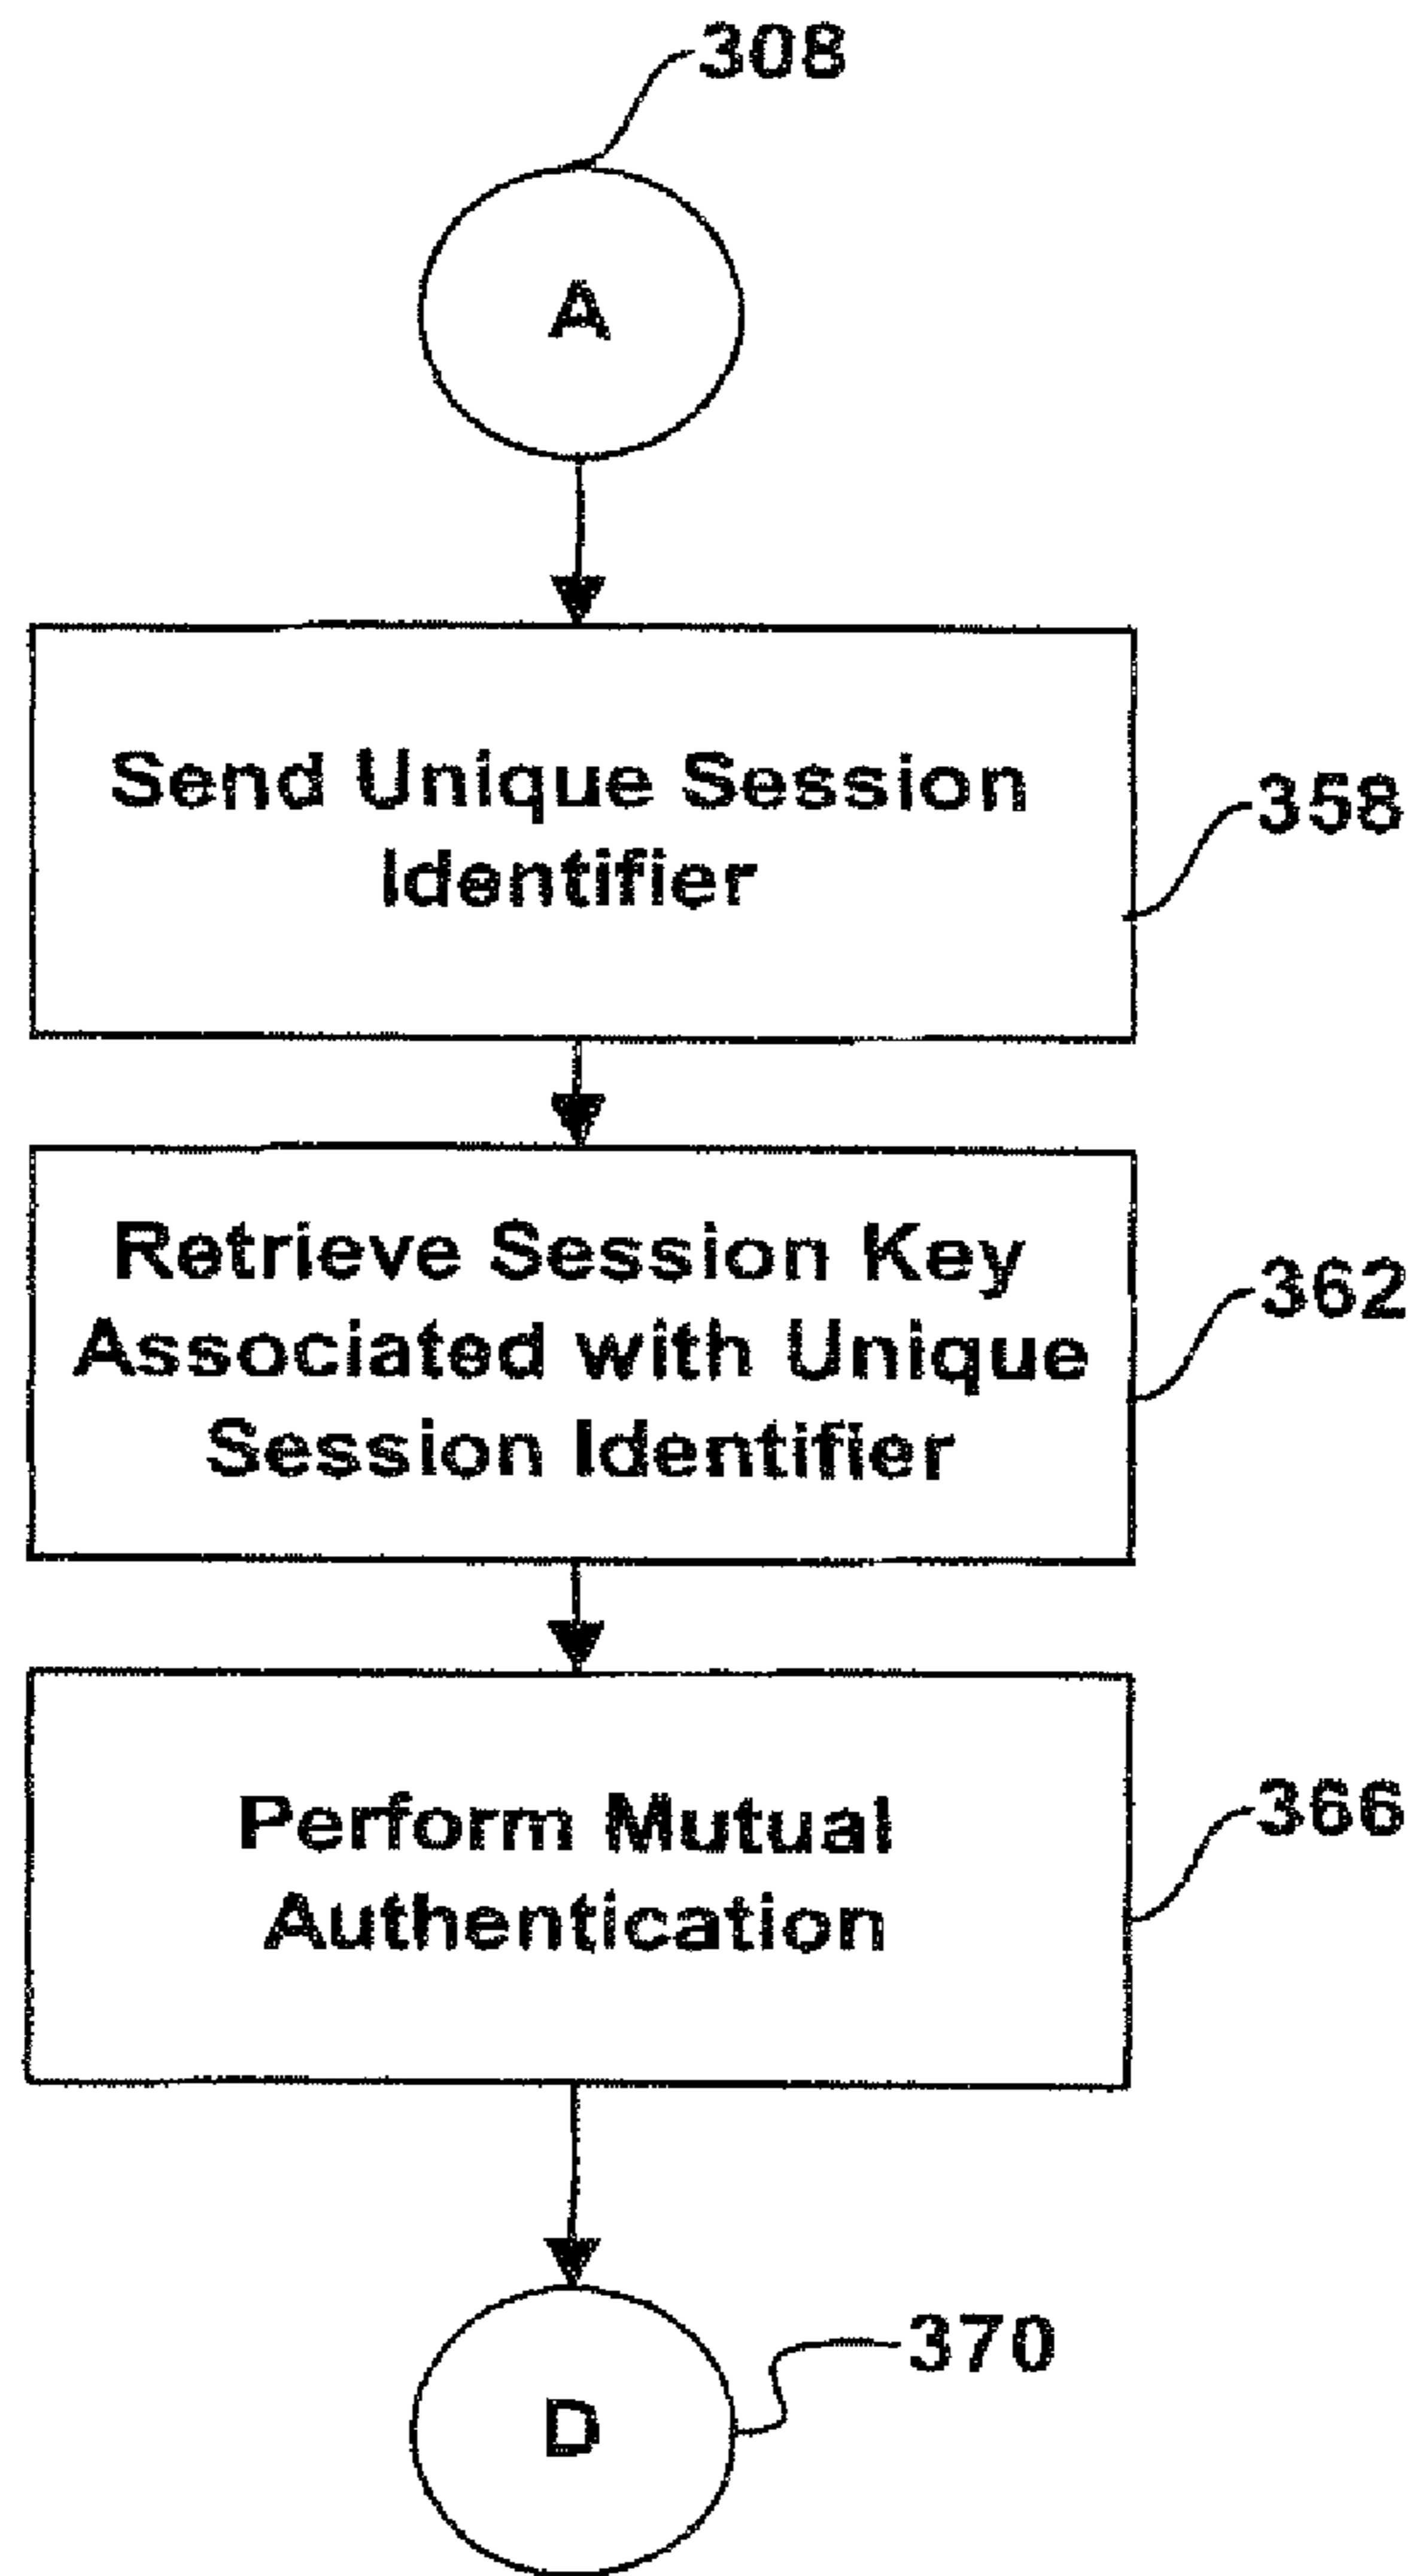 308
A
Send Unique Session
Identifier
358
Retrieve Session Key
Associated with Unique
Session Identifier
362
Perform Mutual
Authentication
366
370
D